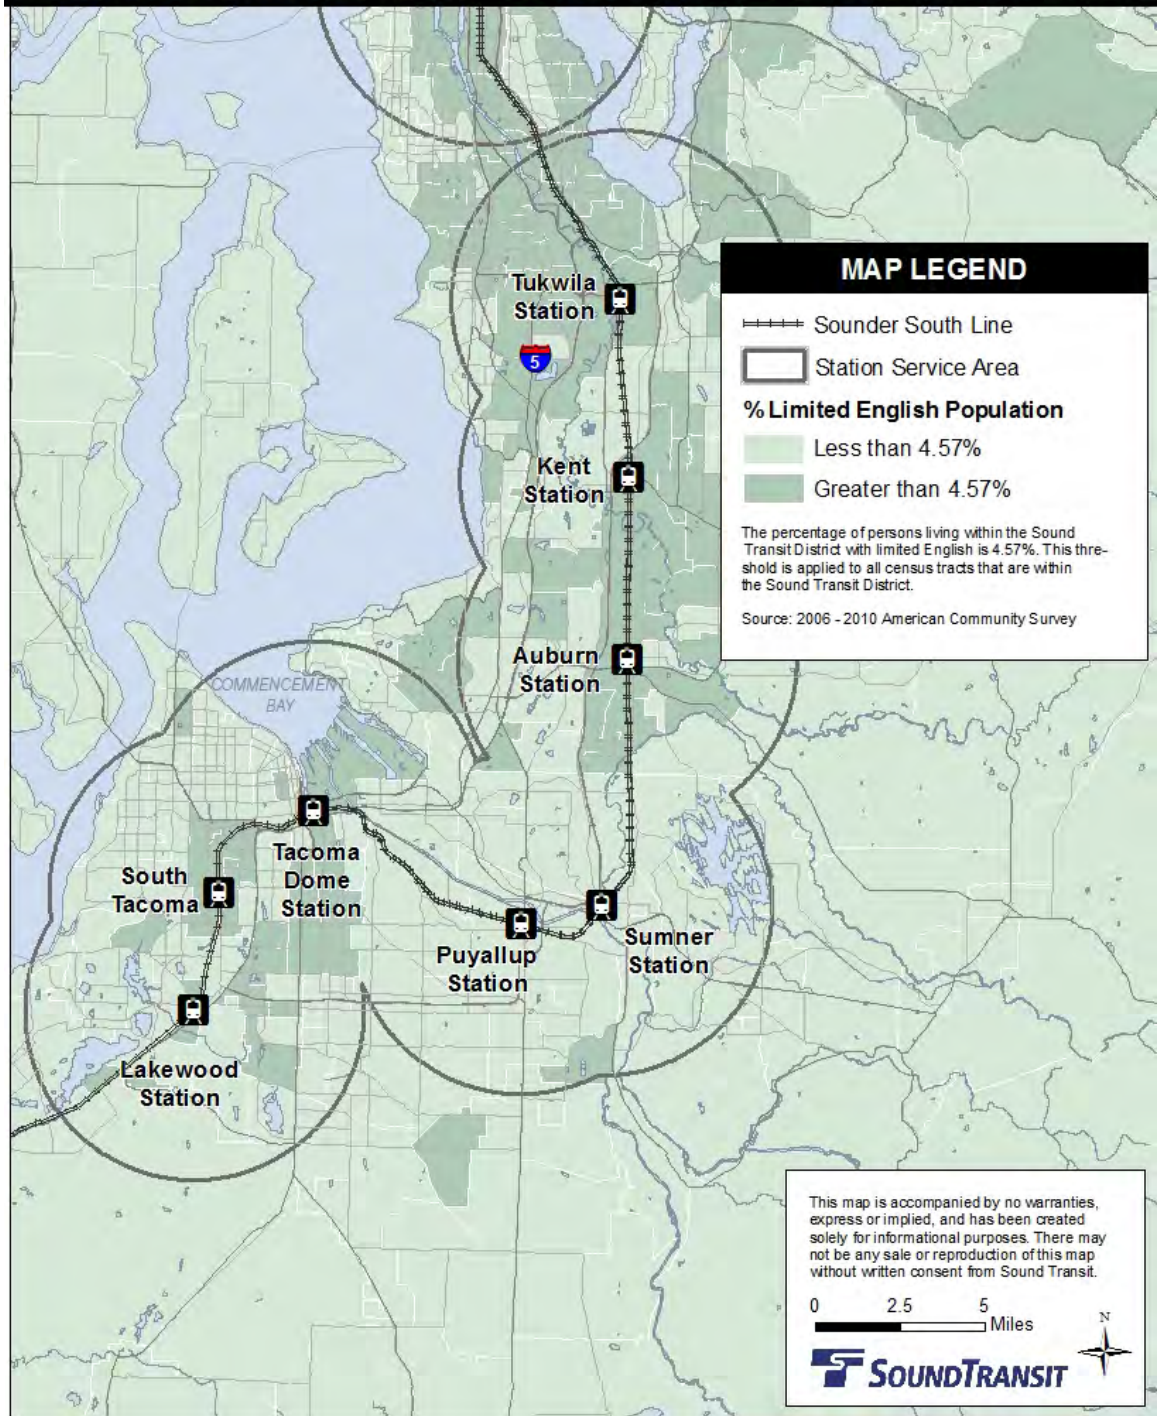 Tukwila
Station
5
MAP LEGEND
Sounder South Line
Station Service Area
% Limited English Population
Less than 4.57%
Greater than 4.57%
The percentage of persons living within the Sound
Transit District with limited English is 4.57%. This thre-
shold is applied to all census tracts that are within
the Sound Transit District.
Source: 2006 - 2010 American Community Survey
Kent
Station
Auburn
Station
COMMENCEMENT
BAY
Tacoma
Dome
Station
South
Tacoma
Puyallup
Station
Sumner
Station
Lakewood
Station
This map is accompanied by no warranties,
express or implied, and has been created
solely for informational purposes. There may
not be any sale or reproduction of this map
without written consent from Sound Transit.
0 2.5 5
Miles
N
SOUNDTRANSIT